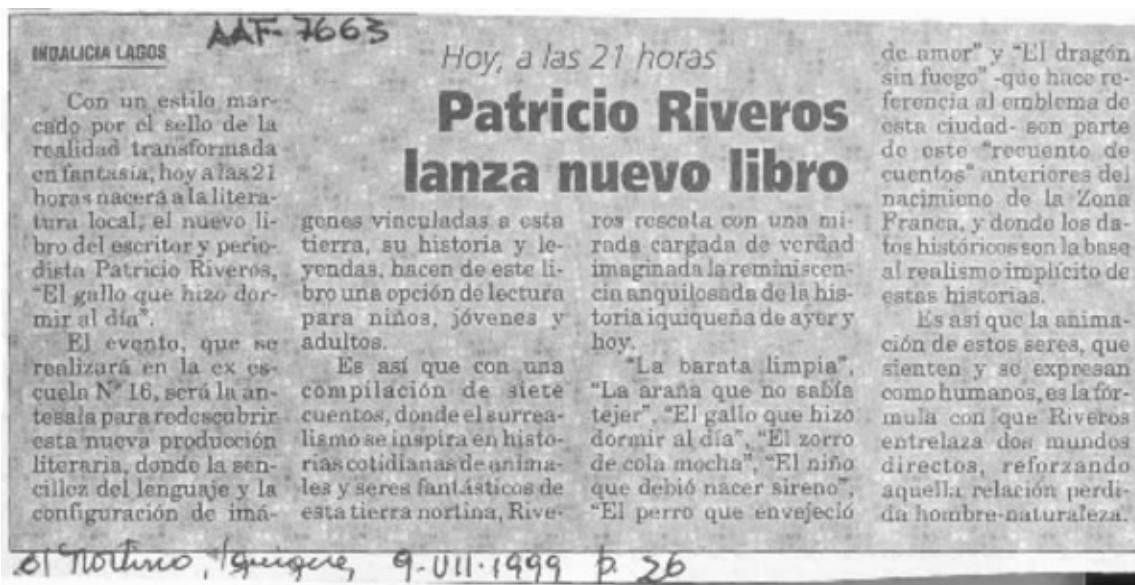 AAF-7663
INDALICIA LAGOS
Hoy, a las 21 horas
Patricio Riveros
lanza nuevo libro
Con un estilo mar-
cado por el sello de la
realidad transformada
en fantasía, hoy a las 21
horas nacerá a la litera-
tura local, el nuevo li-
bro del escritor y perio-
dista Patricio Riveros,
“El gallo que hizo dor-
mir al día”.
El evento, que se
realizará en la ex es-
cuela Nº 16, será la an-
tesala para redescubrir
esta nueva producción
literaria, donde la sen-
cillez del lenguaje y la
configuración de imá-
genes vinculadas a esta
tierra, su historia y le-
yendas, hacen de este li-
bro una opción de lectura
para niños, jóvenes y
adultos.
Es así que con una
compilación de siete
cuentos, donde el surrea-
lismo se inspira en histo-
rias cotidianas de anima-
les y seres fantásticos de
esta tierra nortina, Rive-
ros rescata con una mi-
rada cargada de verdad
imaginada la reminiscen-
cia anquilosada de la his-
toria iquiqueña de ayer y
hoy.
“La barata limpia”,
“La araña que no sabía
tejer”, “El gallo que hizo
dormir al día”, “El zorro
de cola mocha”, “El niño
que debió nacer sireno”,
“El perro que envejeció
de amor” y “El dragón
sin fuego” -que hace re-
ferencia al emblema de
esta ciudad- son parte
de este “recuento de
cuentos” anteriores del
nacimieno de la Zona
Franca, y donde los da-
tos históricos son la base
al realismo implícito de
estas historias.
Es así que la anima-
ción de estos seres, que
sienten y se expresan
como humanos, es la fór-
mula con que Riveros
entrelaza dos mundos
directos, reforzando
aquella relación perdi-
da hombre-naturaleza.
El Nortino, Iquique, 9-VII-1999 p. 26